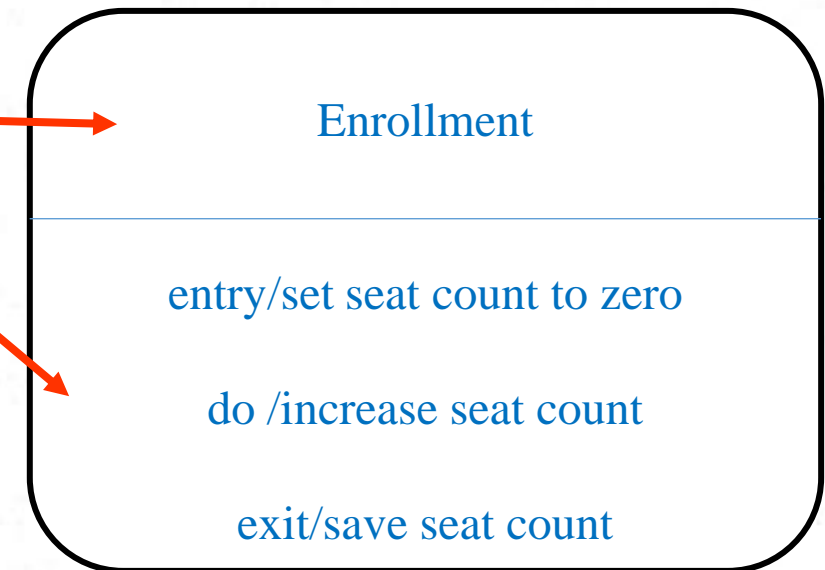 Enrollment
entry/set seat count to zero
do /increase seat count
exit/save seat count